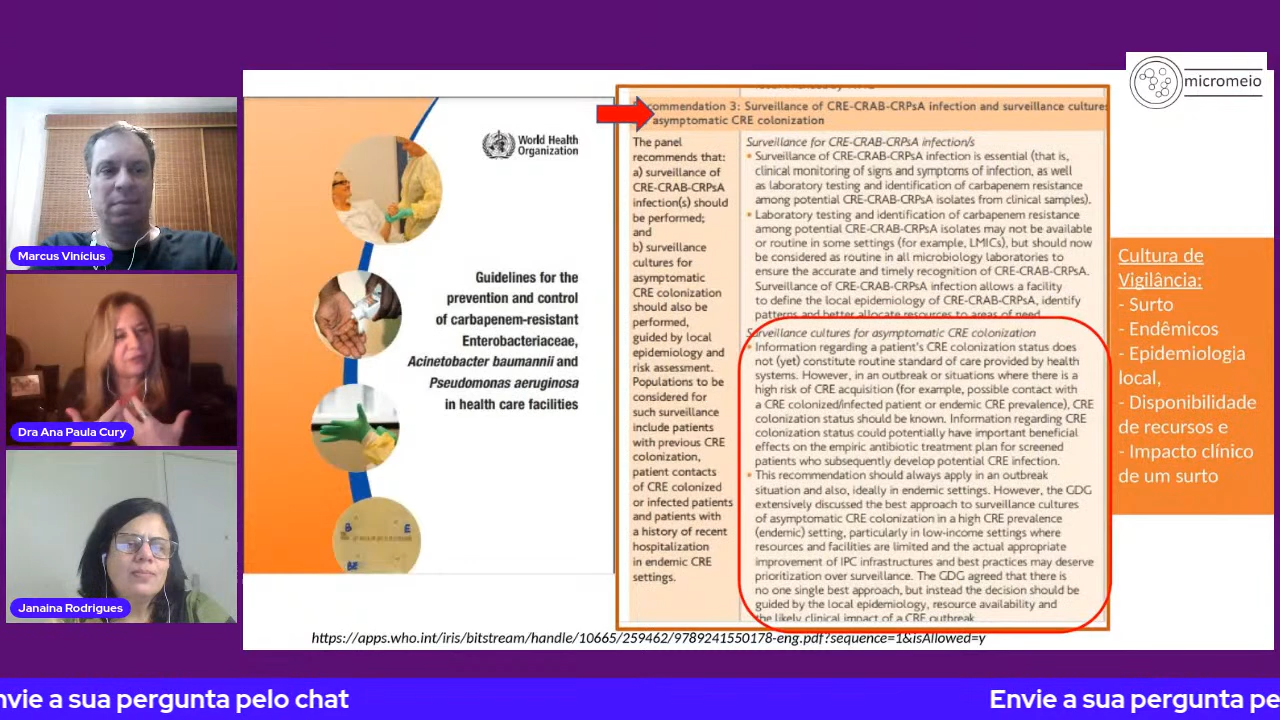 micromeio
Marcus Vinícius
Dra Ana Paula Cury
Janaina Rodrigues
World Health
Organization
Guidelines for the
prevention and control
of carbapenem-resistant
Enterobacteriaceae,
Acinetobacter baumannii and
Pseudomonas aeruginosa
in health care facilities
B
E
commendation 3: Surveillance of CRE-CRAB-CRPsA infection and surveillance cultures
asymptomatic CRE colonization
The panel
recommends that:
a) surveillance of
CRE-CRAB-CRPsA
infection(s) should
be performed;
and
b) surveillance
cultures for
asymptomatic
CRE colonization
should also be
performed,
guided by local
epidemiology and
risk assessment.
Populations to be
considered for
such surveillance
include patients
with previous CRE
colonization,
patient contacts
of CRE colonized
or infected patients
and patients with
a history of recent
hospitalization
in endemic CRE
settings.
Surveillance for CRE-CRAB-CRPsA infection/s
• Surveillance of CRE-CRAB-CRPsA infection is essential (that is,
clinical monitoring of signs and symptoms of infection, as well
as laboratory testing and identification of carbapenem resistance
among potential CRE-CRAB-CRPsA isolates from clinical samples).
• Laboratory testing and identification of carbapenem resistance
among potential CRE-CRAB-CRPsA isolates may not be available
or routine in some settings (for example, LMICs), but should now
be considered as routine in all microbiology laboratories to
ensure the accurate and timely recognition of CRE-CRAB-CRPsA.
Surveillance of CRE-CRAB-CRPsA infection allows a facility
to define the local epidemiology of CRE-CRAB-CRPsA, identify
patterns and better allocate resources to areas of need.
Surveillance cultures for asymptomatic CRE colonization
• Information regarding a patient's CRE colonization status does
not (yet) constitute routine standard of care provided by health
systems. However, in an outbreak or situations where there is a
high risk of CRE acquisition (for example, possible contact with
a CRE colonized/infected patient or endemic CRE prevalence), CRE
colonization status should be known. Information regarding CRE
colonization status could potentially have important beneficial
effects on the empiric antibiotic treatment plan for screened
patients who subsequently develop potential CRE infection.
• This recommendation should always apply in an outbreak
situation and also, ideally in endemic settings. However, the GDG
extensively discussed the best approach to surveillance cultures
of asymptomatic CRE colonization in a high CRE prevalence
(endemic) setting, particularly in low-income settings where
resources and facilities are limited and the actual appropriate
improvement of IPC infrastructures and best practices may deserve
prioritization over surveillance. The GDG agreed that there is
no one single best approach, but instead the decision should be
guided by the local epidemiology, resource availability and
the likely clinical impact of a CRE outbreak.
Cultura de
Vigilância:
- Surto
- Endêmicos
- Epidemiologia
local,
- Disponibilidade
de recursos e
- Impacto clínico
de um surto
https://apps.who.int/iris/bitstream/handle/10665/259462/9789241550178-eng.pdf?sequence=1&isAllowed=y
nvie a sua pergunta pelo chat
Envie a sua pergunta pe